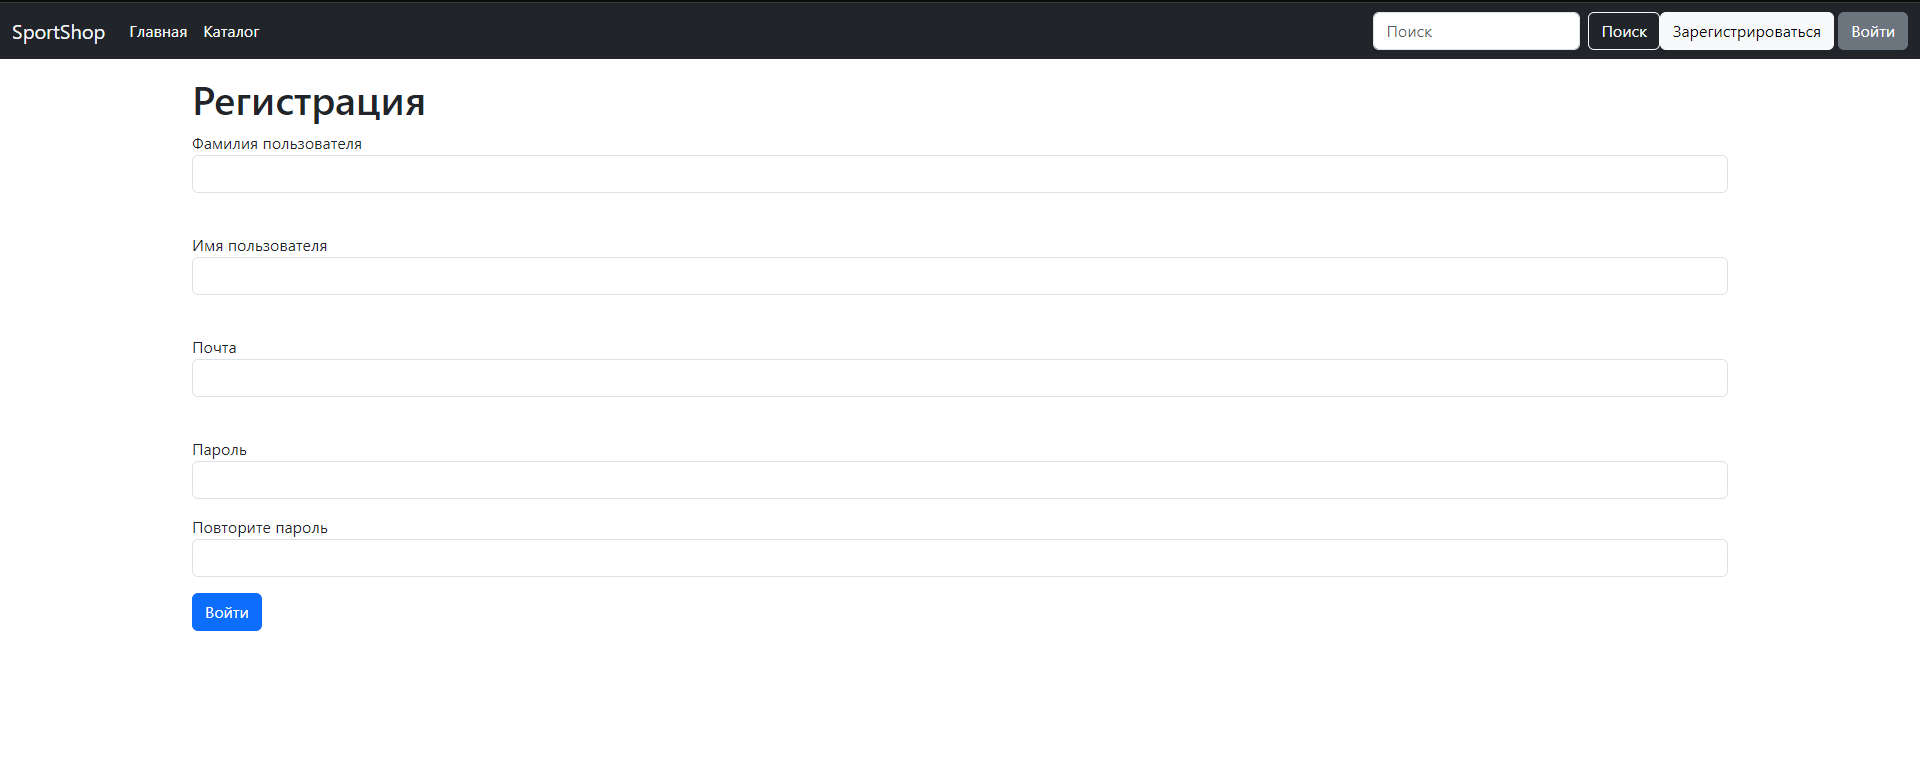 SportShop Главная Каталог Поиск Поиск Зарегистрироваться Войти
Регистрация
Фамилия пользователя
Имя пользователя
Почта
Пароль
Повторите пароль
Войти